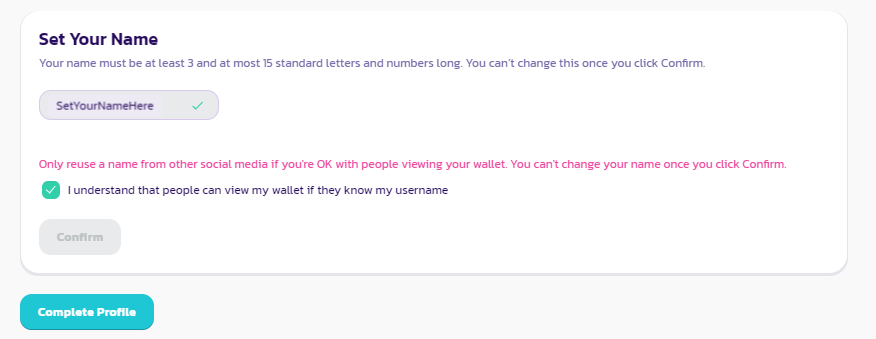 Set Your Name
Your name must be at least 3 and at most 15 standard letters and numbers long. You can't change this once you click Confirm.
SetYourNameHere
Only reuse a name from other social media if you're OK with people viewing your wallet. You can't change your name once you click Confirm.
I understand that people can view my wallet if they know my username
Confirm
Complete Profile